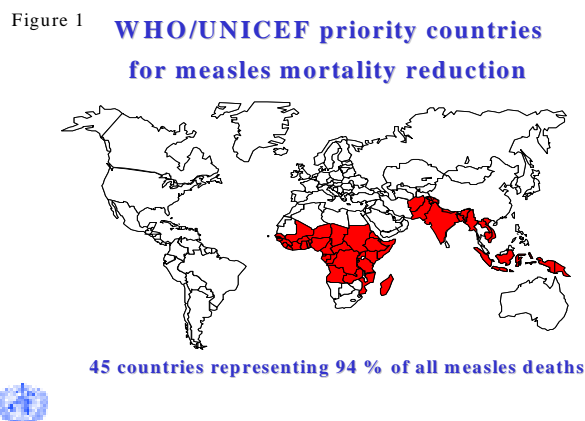 Figure 1
WHO/UNICEF priority countries
for measles mortality reduction
45 countries representing 94 % of all measles deaths